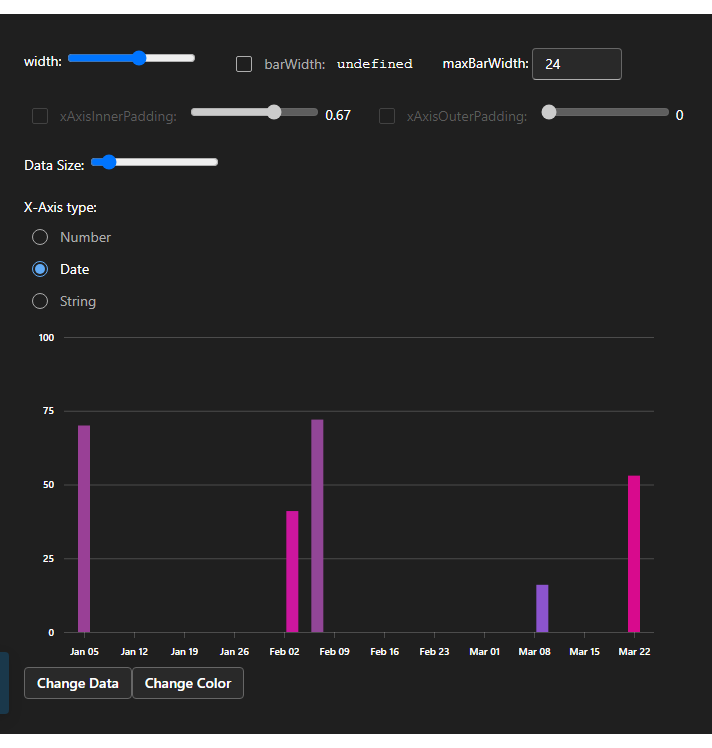 width: barWidth: undefined maxBarWidth: 24
xAxisInnerPadding: 0.67 xAxisOuterPadding: 0
Data Size:
X-Axis type:
Number
Date
String
100
75
50
25
0
Jan 05 Jan 12 Jan 19 Jan 26 Feb 02 Feb 09 Feb 16 Feb 23 Mar 01 Mar 08 Mar 15 Mar 22
Change Data Change Color